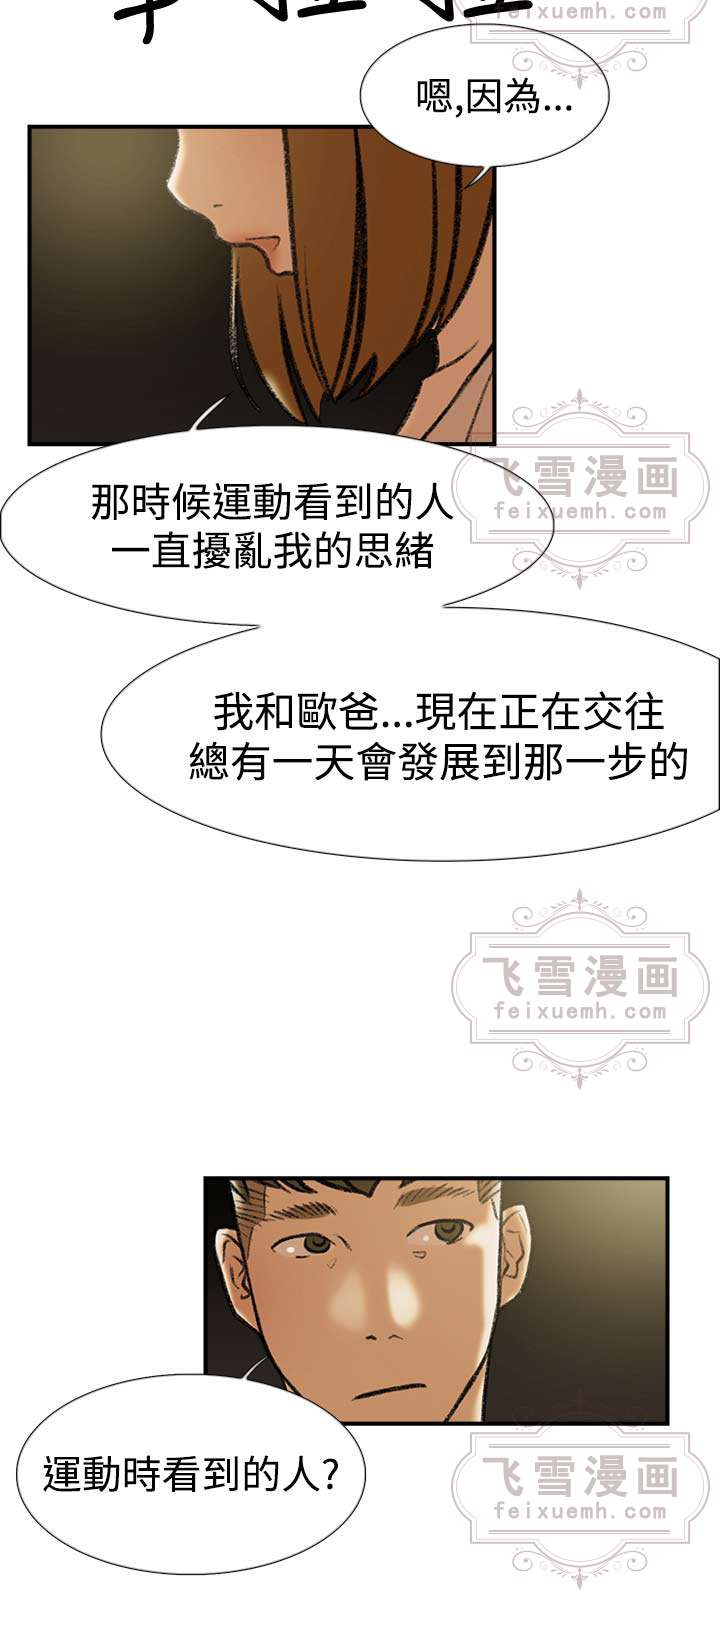 feixuemh.com
嗯,因為...
飞雪漫画
feixuemh.com
那時候運動看到的人
一直擾亂我的思緒
我和歐爸...現在正在交往
總有一天會發展到那一步的
飞雪漫画
feixuemh.com
飞雪漫画
feixuemh.com
運動時看到的人?